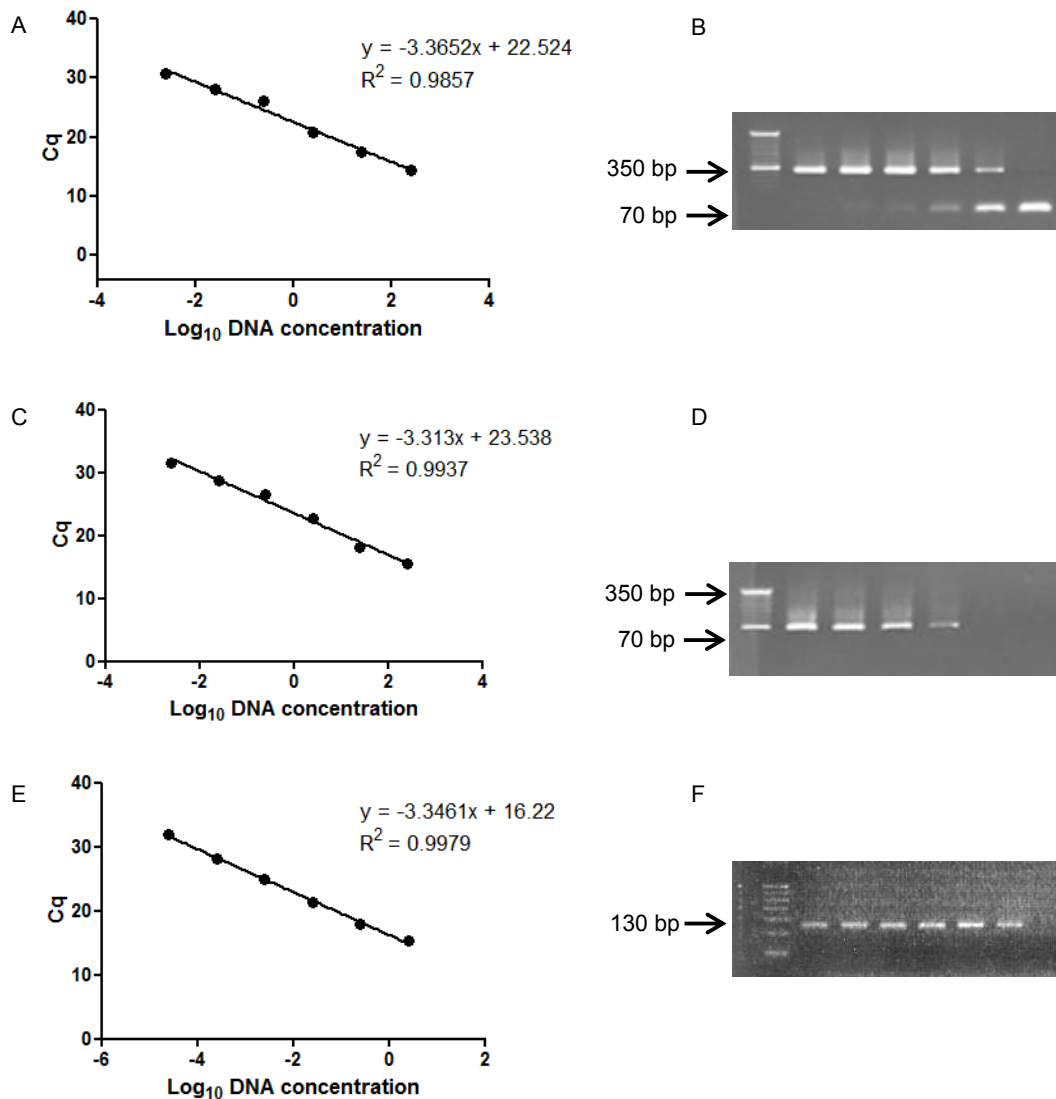 A
40
30
20
10
0
-4
-2
0
2
4
Cq
Log10 DNA concentration
y = -3.3652x + 22.524
R2 = 0.9857
B
350 bp
70 bp
C
40
30
20
10
0
-4
-2
0
2
4
Cq
Log10 DNA concentration
y = -3.313x + 23.538
R2 = 0.9937
D
350 bp
70 bp
E
40
30
20
10
0
-6
-4
-2
0
2
Cq
Log10 DNA concentration
y = -3.3461x + 16.22
R2 = 0.9979
F
130 bp